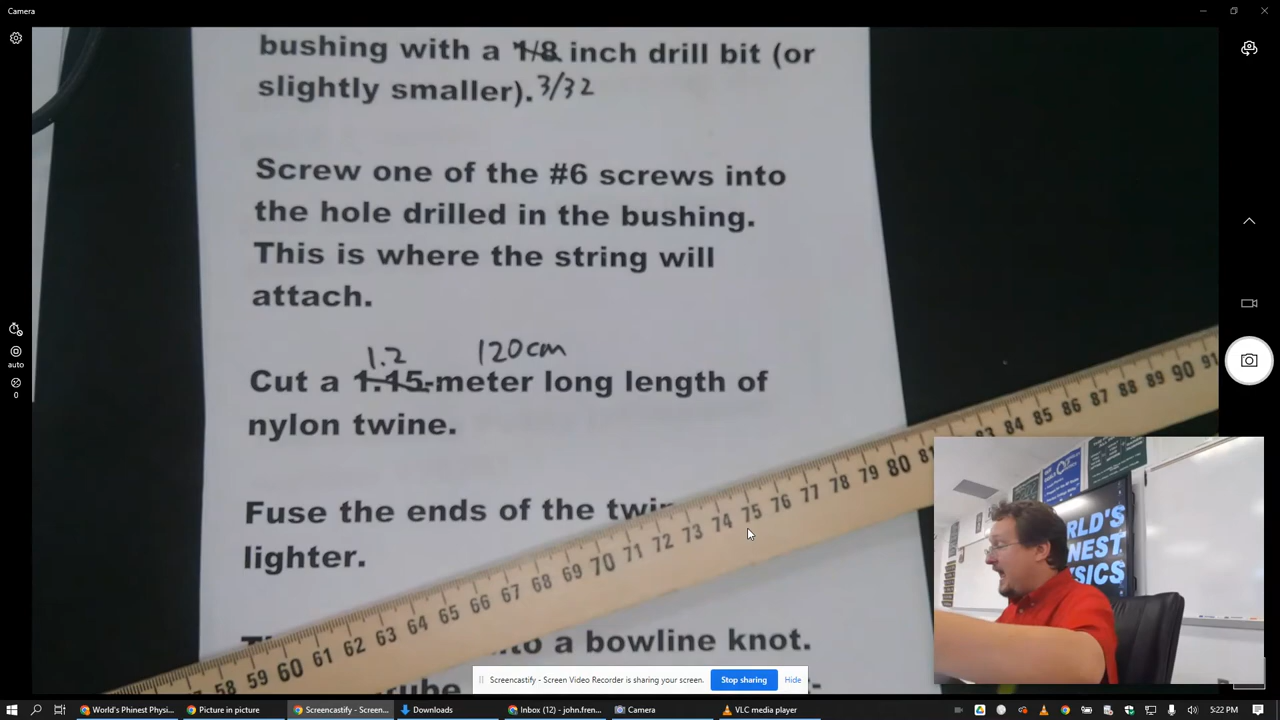 Camera
bushing with a 1/8 inch drill bit (or
slightly smaller). 3/32
Screw one of the #6 screws into
the hole drilled in the bushing.
This is where the string will
attach.
1.2 120cm
Cut a 1.15-meter long length of
nylon twine.
Fuse the ends of the
lighter.
a bowline knot.
58 59 60 61 62 63 64 65 66 67 68 69 70 71 72 73 74 75 76 77 78 79 80 81 83 84 85 86 87 88 89 90 91
auto
0
Screencastify - Screen Video Recorder is sharing your screen.
Stop sharing
Hide
World's Phinest Physi...
Picture in picture
Screencastify - Screen...
Downloads
Inbox (12) - john.fren...
Camera
VLC media player
5:22 PM